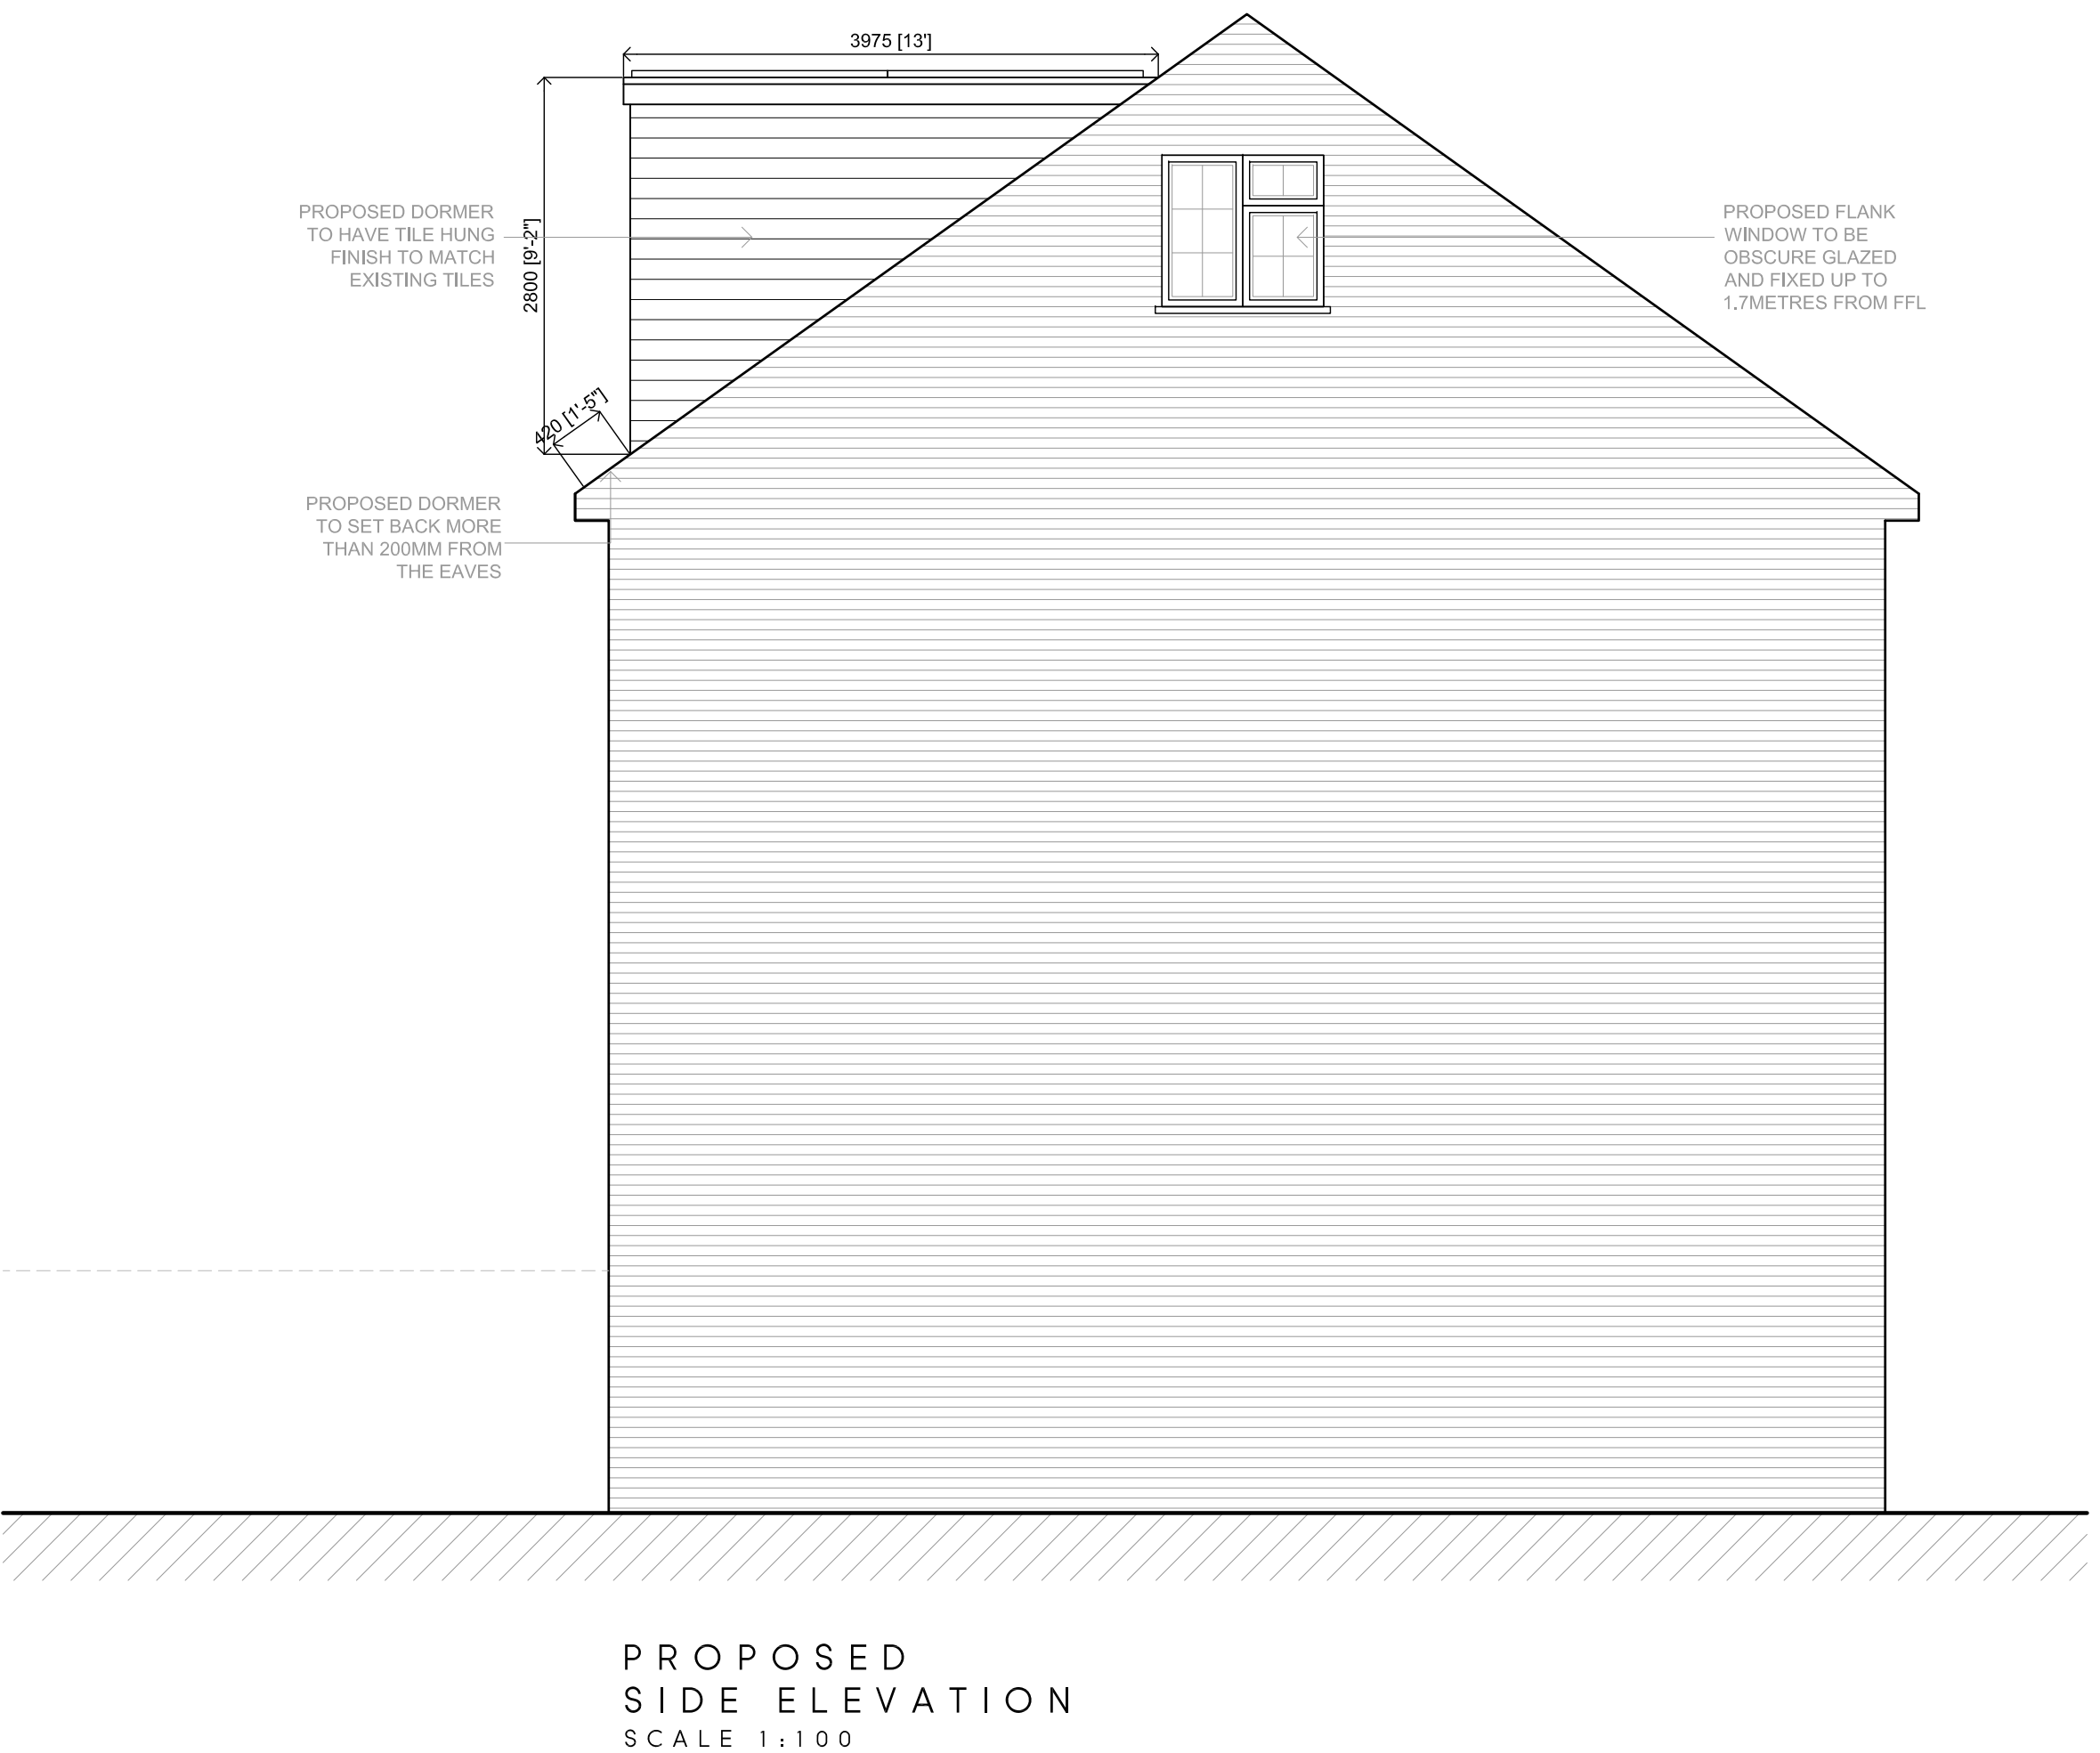 3975 [13']
PROPOSED DORMER
TO HAVE TILE HUNG
FINISH TO MATCH
EXISTING TILES
2800 [9'-2"]
PROPOSED FLANK
WINDOW TO BE
OBSCURE GLAZED
AND FIXED UP TO
1.7METRES FROM FFL
420 [1'-5"]
PROPOSED DORMER
TO SET BACK MORE
THAN 200MM FROM
THE EAVES
PROPOSED
SIDE ELEVATION
SCALE 1:100